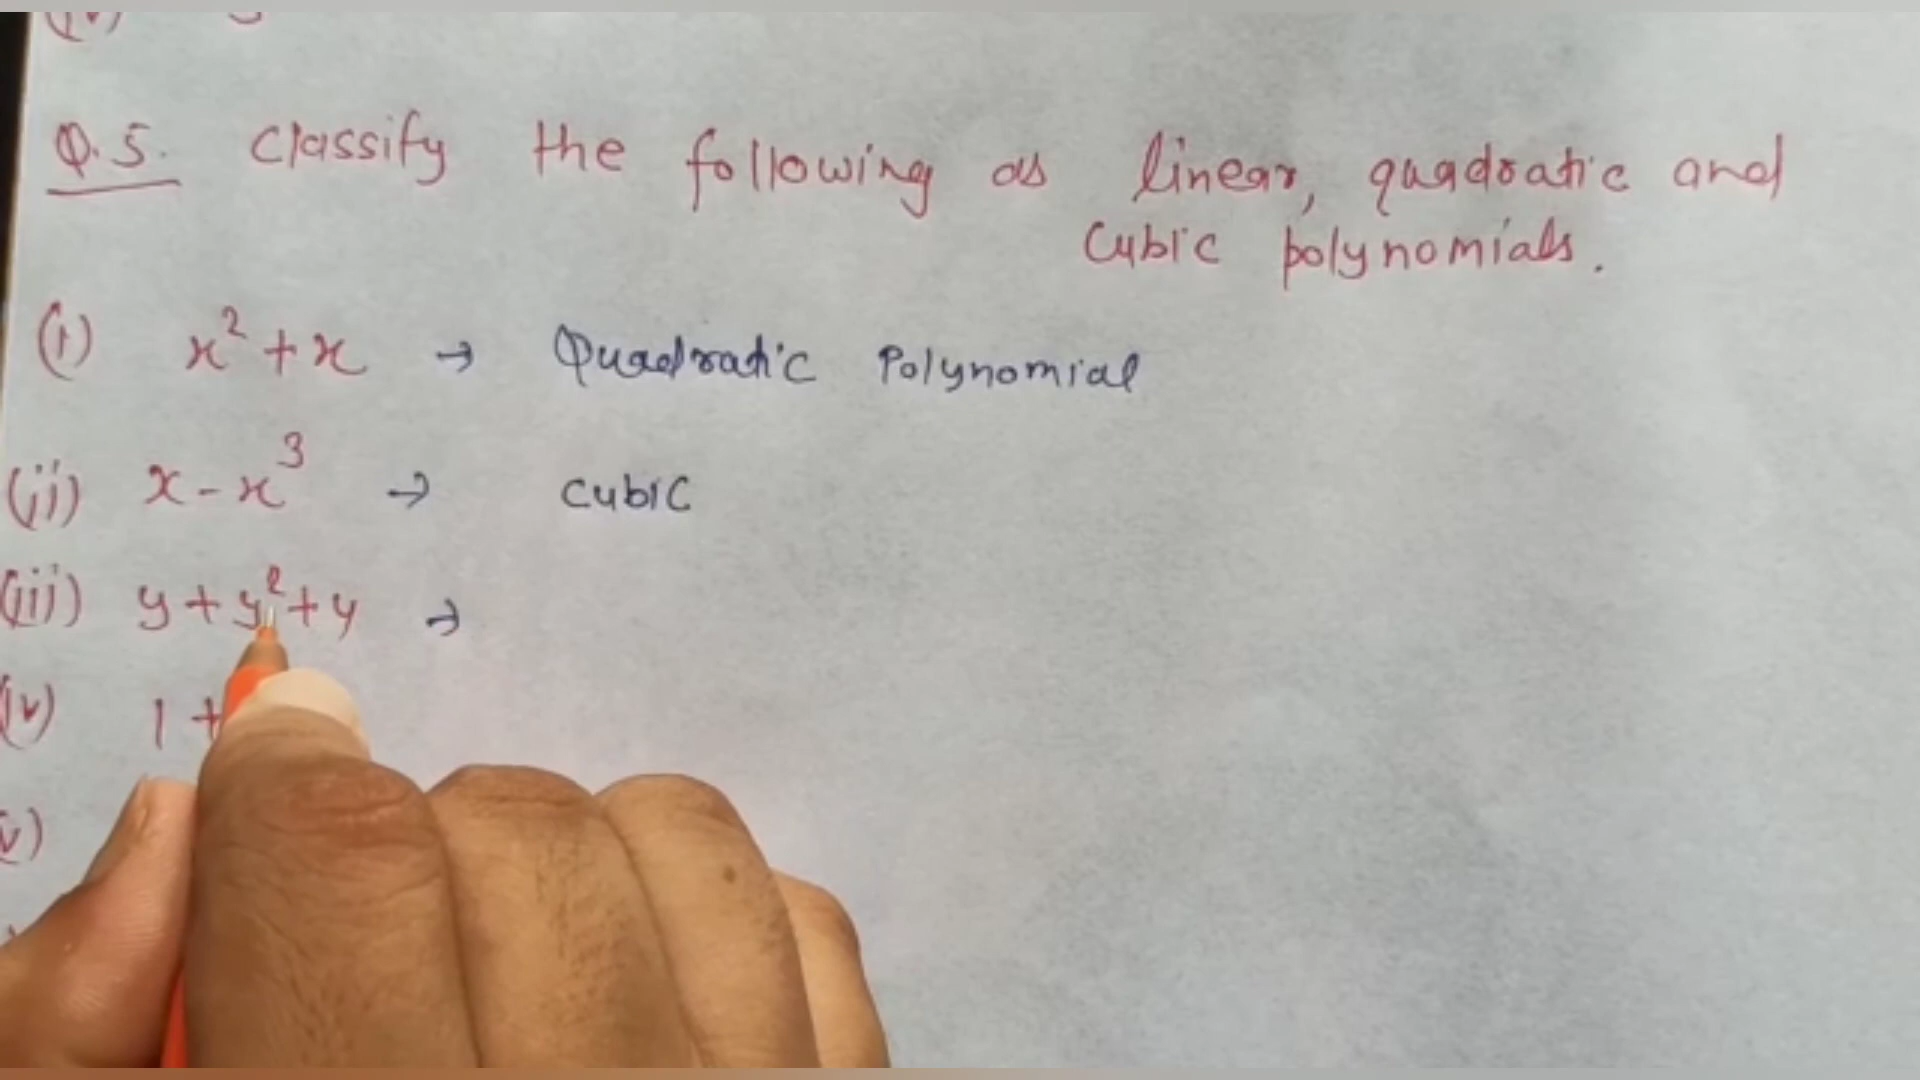 Q.5. Classify the following as linear, quadratic and
Cubic polynomials.
(i) x² + x → Quadratic Polynomial
(ii) x - x³ → Cubic
(iii) y + y² + 4 →
(iv) 1 +
(v)